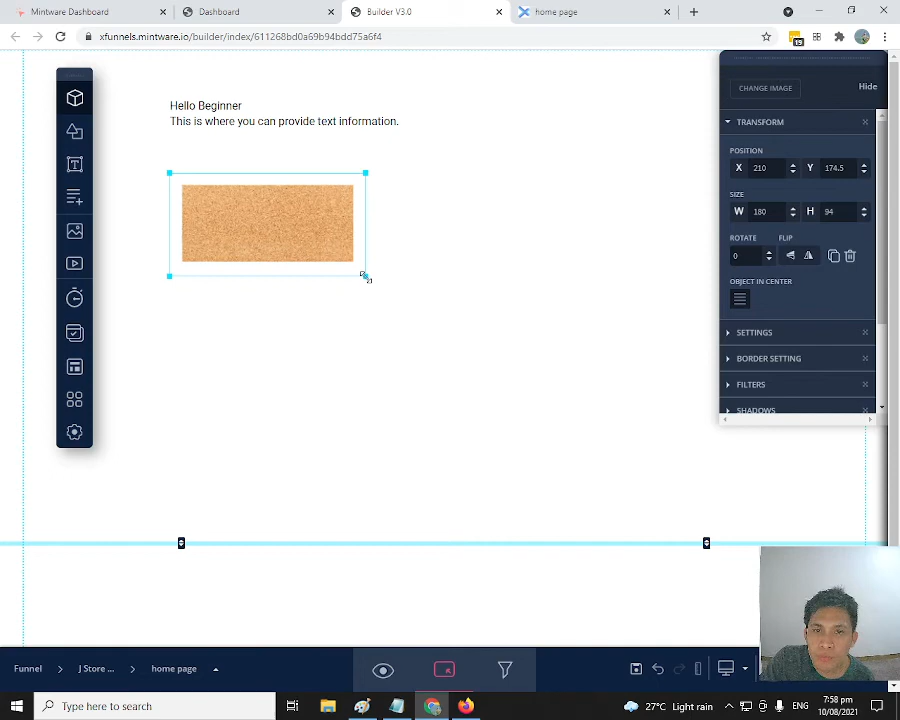 Mintware Dashboard
Dashboard
Builder V3.0
home page
xfunnels.mintware.io/builder/index/611268bd0a69b94bdd75a6f4
19
Hello Beginner
This is where you can provide text information.
CHANGE IMAGE
Hide
TRANSFORM
POSITION
X 210 Y 174.5
SIZE
W 180 H 94
ROTATE FLIP
0
OBJECT IN CENTER
SETTINGS
BORDER SETTING
FILTERS
SHADOWS
Funnel > J Store ... > home page
Type here to search
27°C Light rain
ENG
7:58 pm
10/08/2021